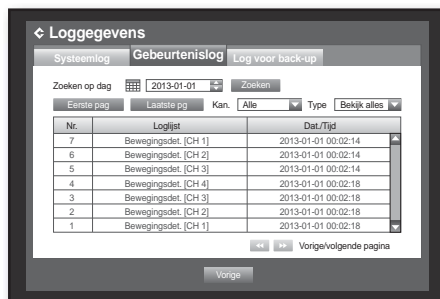 Loggegevens
Systeemlog Gebeurtenislog Log voor back-up
Zoeken op dag 2013-01-01 Zoeken
Eerste pag Laatste pg Kan. Alle Type Bekijk alles
Nr. Loglijst Dat./Tijd
7 Bewegingsdet. [CH 1] 2013-01-01 00:02:14
6 Bewegingsdet. [CH 2] 2013-01-01 00:02:14
5 Bewegingsdet. [CH 3] 2013-01-01 00:02:14
4 Bewegingsdet. [CH 4] 2013-01-01 00:02:18
3 Bewegingsdet. [CH 3] 2013-01-01 00:02:18
2 Bewegingsdet. [CH 2] 2013-01-01 00:02:18
1 Bewegingsdet. [CH 1] 2013-01-01 00:02:18
Vorige/volgende pagina
Vorige